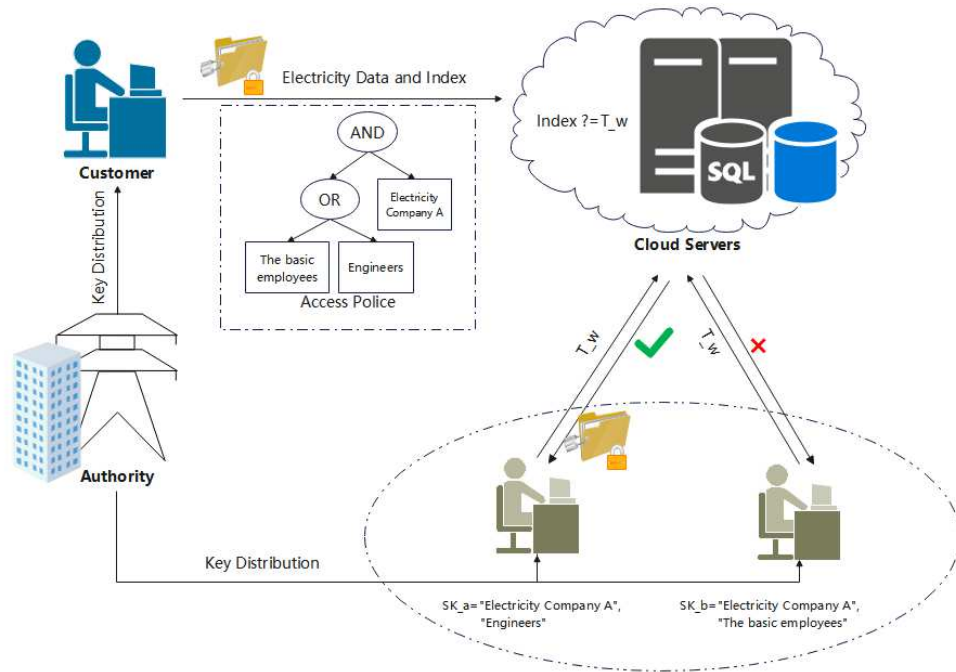 Electricity Data and Index
Index ?= T_w
SQL
AND
OR
Electricity
Company A
The basic
employees
Engineers
Access Police
Customer
Cloud Servers
Key Distribution
T_w
T_w
Authority
Key Distribution
SK_a="Electricity Company A",
"Engineers"
SK_b="Electricity Company A",
"The basic employees"